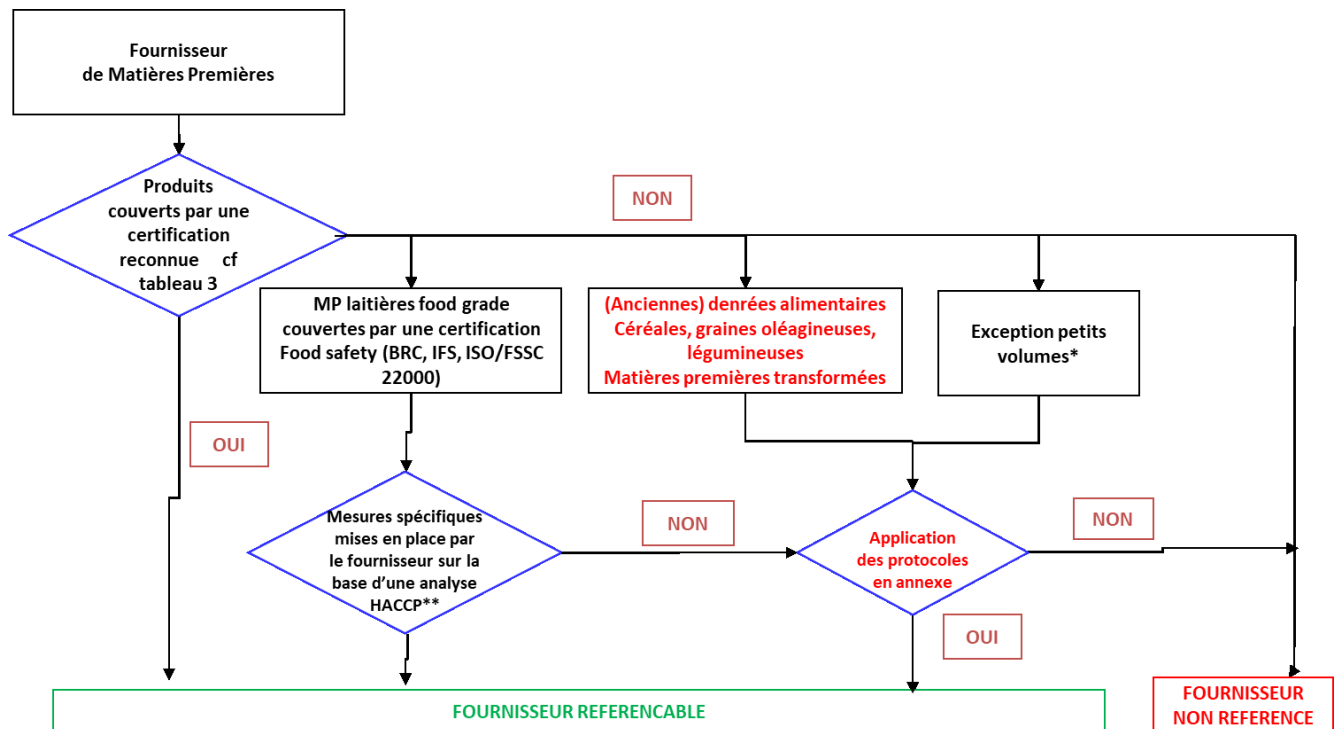 Fournisseur
de Matières Premières
Produits
couverts par une
certification
reconnue cf
tableau 3
NON
MP laitières food grade
couvertes par une certification
Food safety (BRC, IFS, ISO/FSSC
22000)
(Anciennes) denrées alimentaires
Céréales, graines oléagineuses,
légumineuses
Matières premières transformées
Exception petits
volumes*
OUI
Mesures spécifiques
mises en place par
le fournisseur sur la
base d’une analyse
HACCP**
NON
Application
des protocoles
en annexe
NON
OUI
FOURNISSEUR REFERENCABLE
FOURNISSEUR
NON REFERENCE